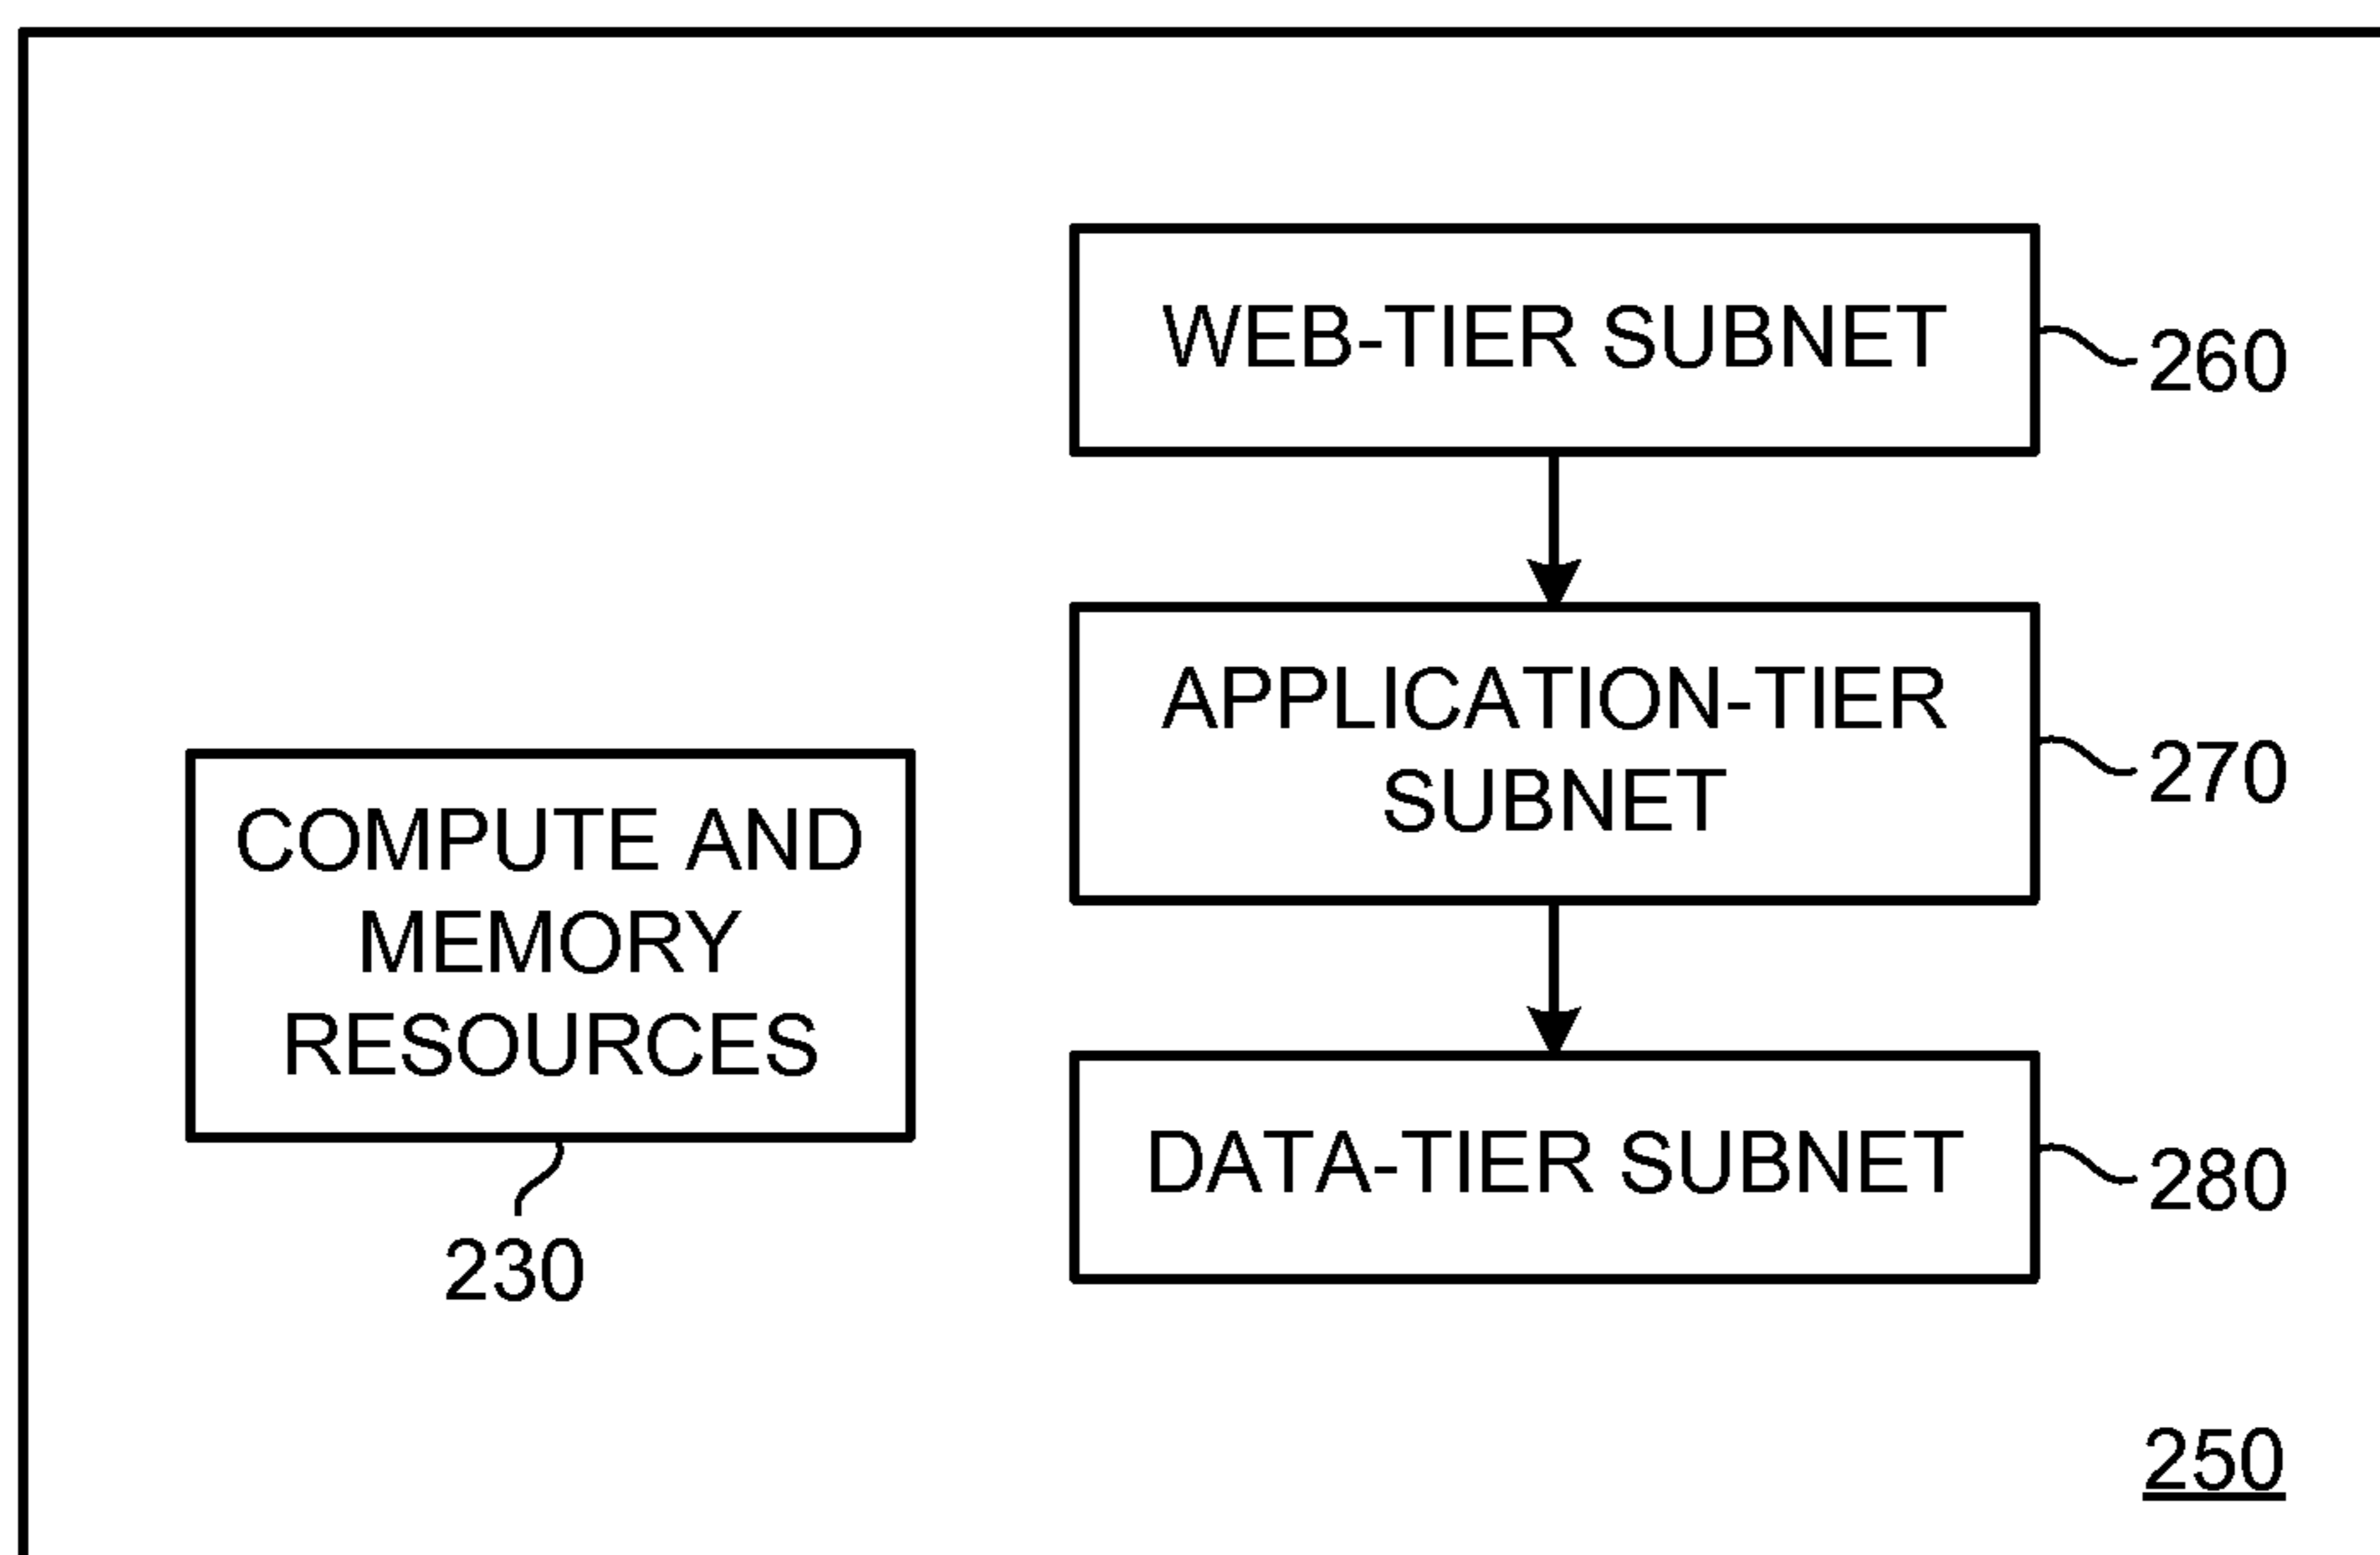 WEB-TIER SUBNET
260
APPLICATION-TIER
SUBNET
270
COMPUTE AND
MEMORY
RESOURCES
230
DATA-TIER SUBNET
280
250